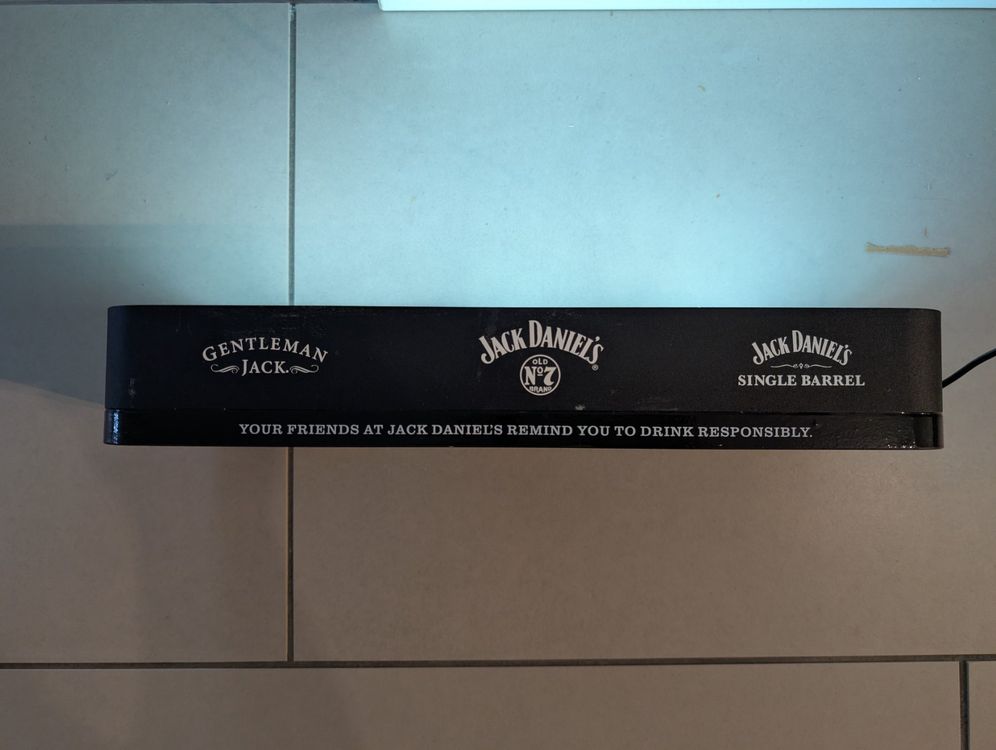 GENTLEMAN
JACK.
JACK DANIEL'S
OLD
Nº7
BRAND
JACK DANIEL'S
SINGLE BARREL
YOUR FRIENDS AT JACK DANIEL'S REMIND YOU TO DRINK RESPONSIBLY.